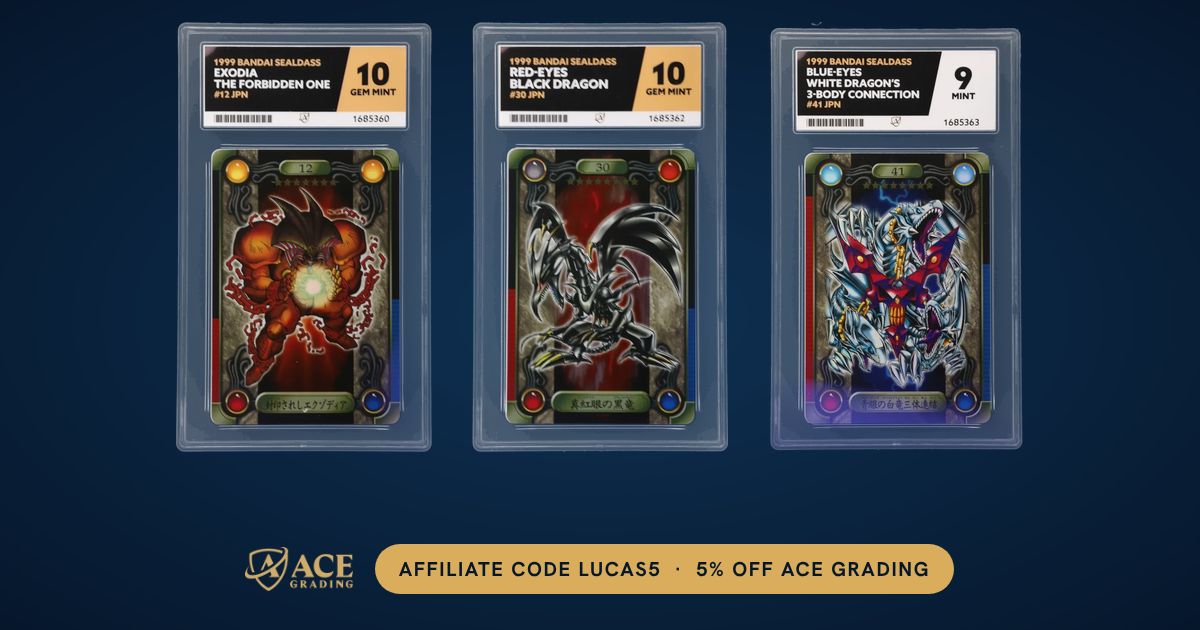 1999 BANDAI SEALDASS
EXODIA
THE FORBIDDEN ONE
#12 JPN
10
GEM MINT
1685360
12
封印されしエクゾディア
1999 BANDAI SEALDASS
RED-EYES
BLACK DRAGON
#30 JPN
10
GEM MINT
1685362
30
真紅眼の黒竜
1999 BANDAI SEALDASS
BLUE-EYES
WHITE DRAGON'S
3-BODY CONNECTION
#41 JPN
9
MINT
1685363
41
青眼の白竜三体連結
ACE
GRADING
AFFILIATE CODE LUCAS5 · 5% OFF ACE GRADING